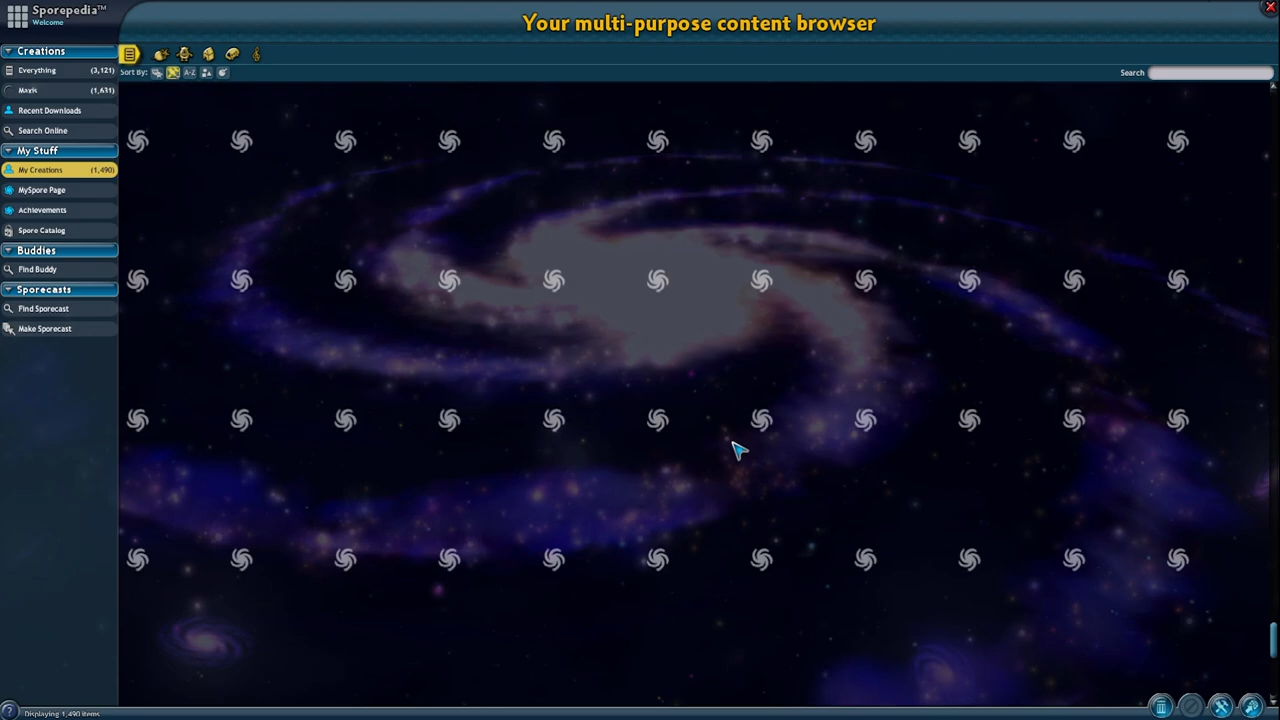 Sporepedia™
Welcome
Your multi-purpose content browser
Creations
Everything (3,121)
Maxis (1,631)
Recent Downloads
Search Online
My Stuff
My Creations (1,490)
MySpore Page
Achievements
Spore Catalog
Buddies
Find Buddy
Sporecasts
Find Sporecast
Make Sporecast
Sort By: A-Z
Search
? Displaying 1,490 items